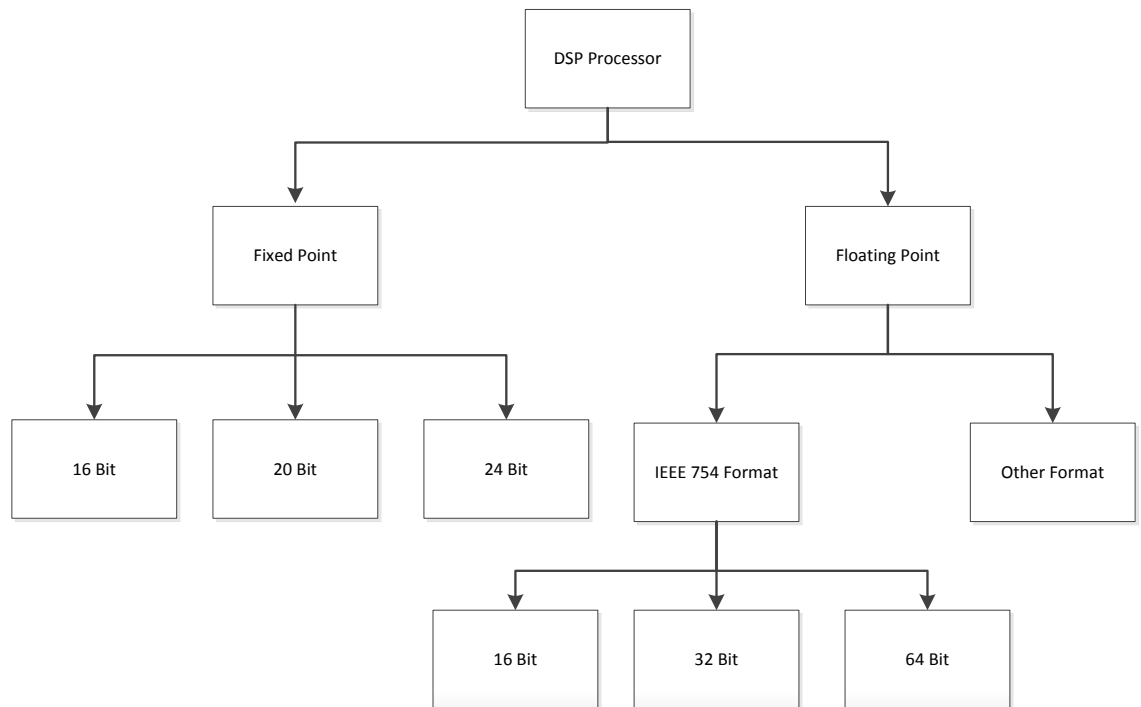 DSP Processor
Fixed Point
Floating Point
16 Bit
20 Bit
24 Bit
IEEE 754 Format
Other Format
16 Bit
32 Bit
64 Bit